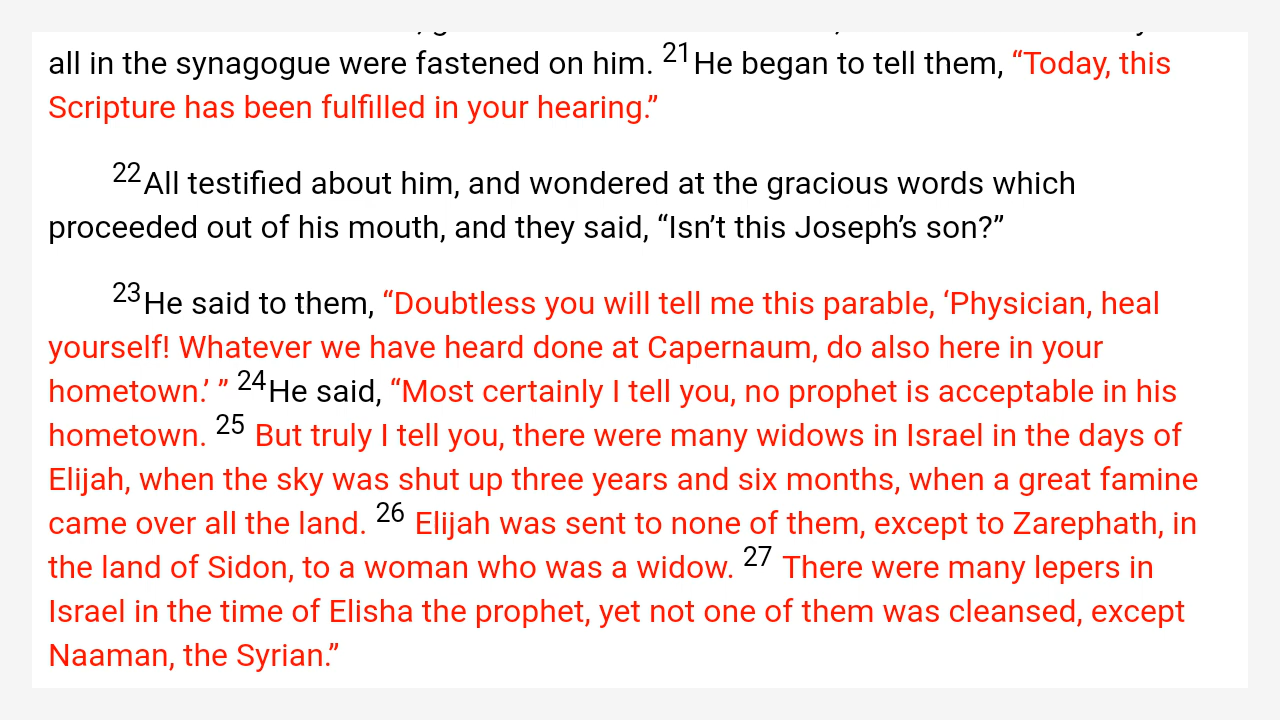 all in the synagogue were fastened on him. 21He began to tell them, “Today, this
Scripture has been fulfilled in your hearing.”
22All testified about him, and wondered at the gracious words which
proceeded out of his mouth, and they said, “Isn’t this Joseph’s son?”
23He said to them, “Doubtless you will tell me this parable, ‘Physician, heal
yourself! Whatever we have heard done at Capernaum, do also here in your
hometown.’ ” 24He said, “Most certainly I tell you, no prophet is acceptable in his
hometown. 25 But truly I tell you, there were many widows in Israel in the days of
Elijah, when the sky was shut up three years and six months, when a great famine
came over all the land. 26 Elijah was sent to none of them, except to Zarephath, in
the land of Sidon, to a woman who was a widow. 27 There were many lepers in
Israel in the time of Elisha the prophet, yet not one of them was cleansed, except
Naaman, the Syrian.”